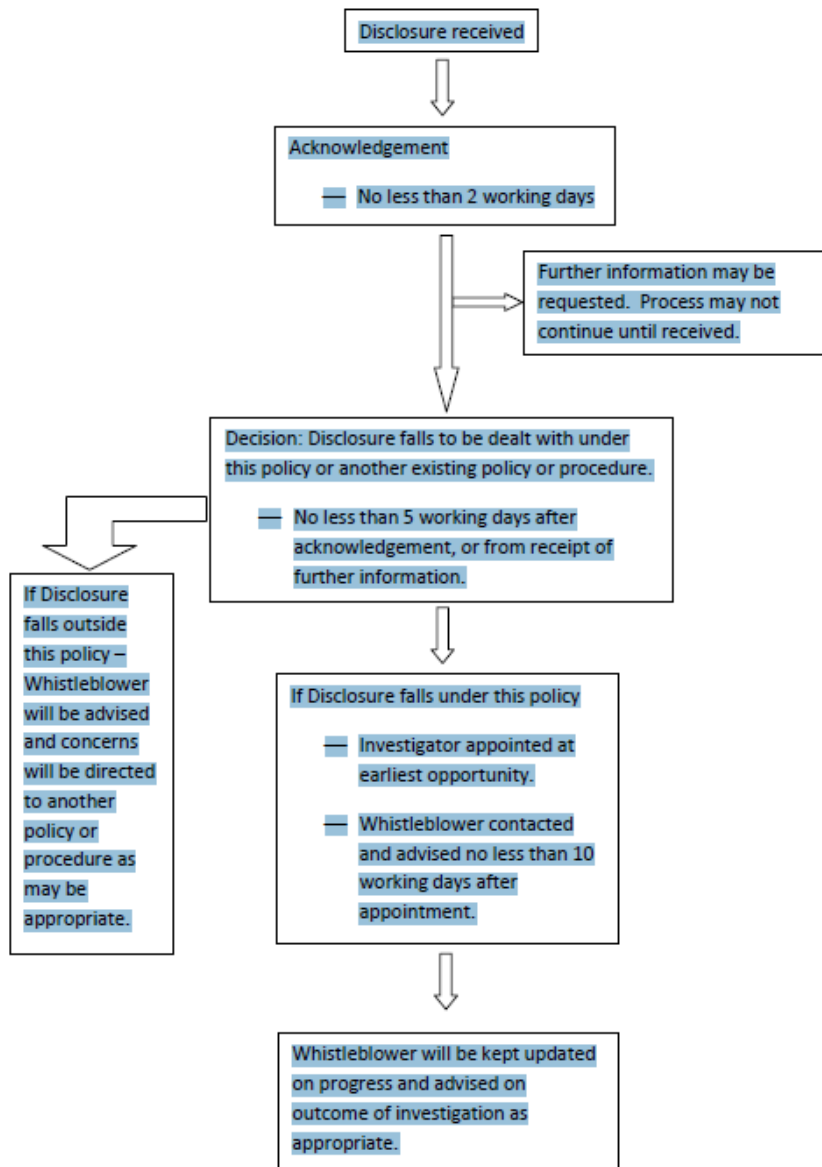 Disclosure received
Acknowledgement
— No less than 2 working days
Further information may be
requested.  Process may not
continue until received.
Decision: Disclosure falls to be dealt with under
this policy or another existing policy or procedure.
— No less than 5 working days after
acknowledgement, or from receipt of
further information.
If Disclosure
falls outside
this policy –
Whistleblower
will be advised
and concerns
will be directed
to another
policy or
procedure as
may be
appropriate.
If Disclosure falls under this policy
— Investigator appointed at
earliest opportunity.
— Whistleblower contacted
and advised no less than 10
working days after
appointment.
Whistleblower will be kept updated
on progress and advised on
outcome of investigation as
appropriate.